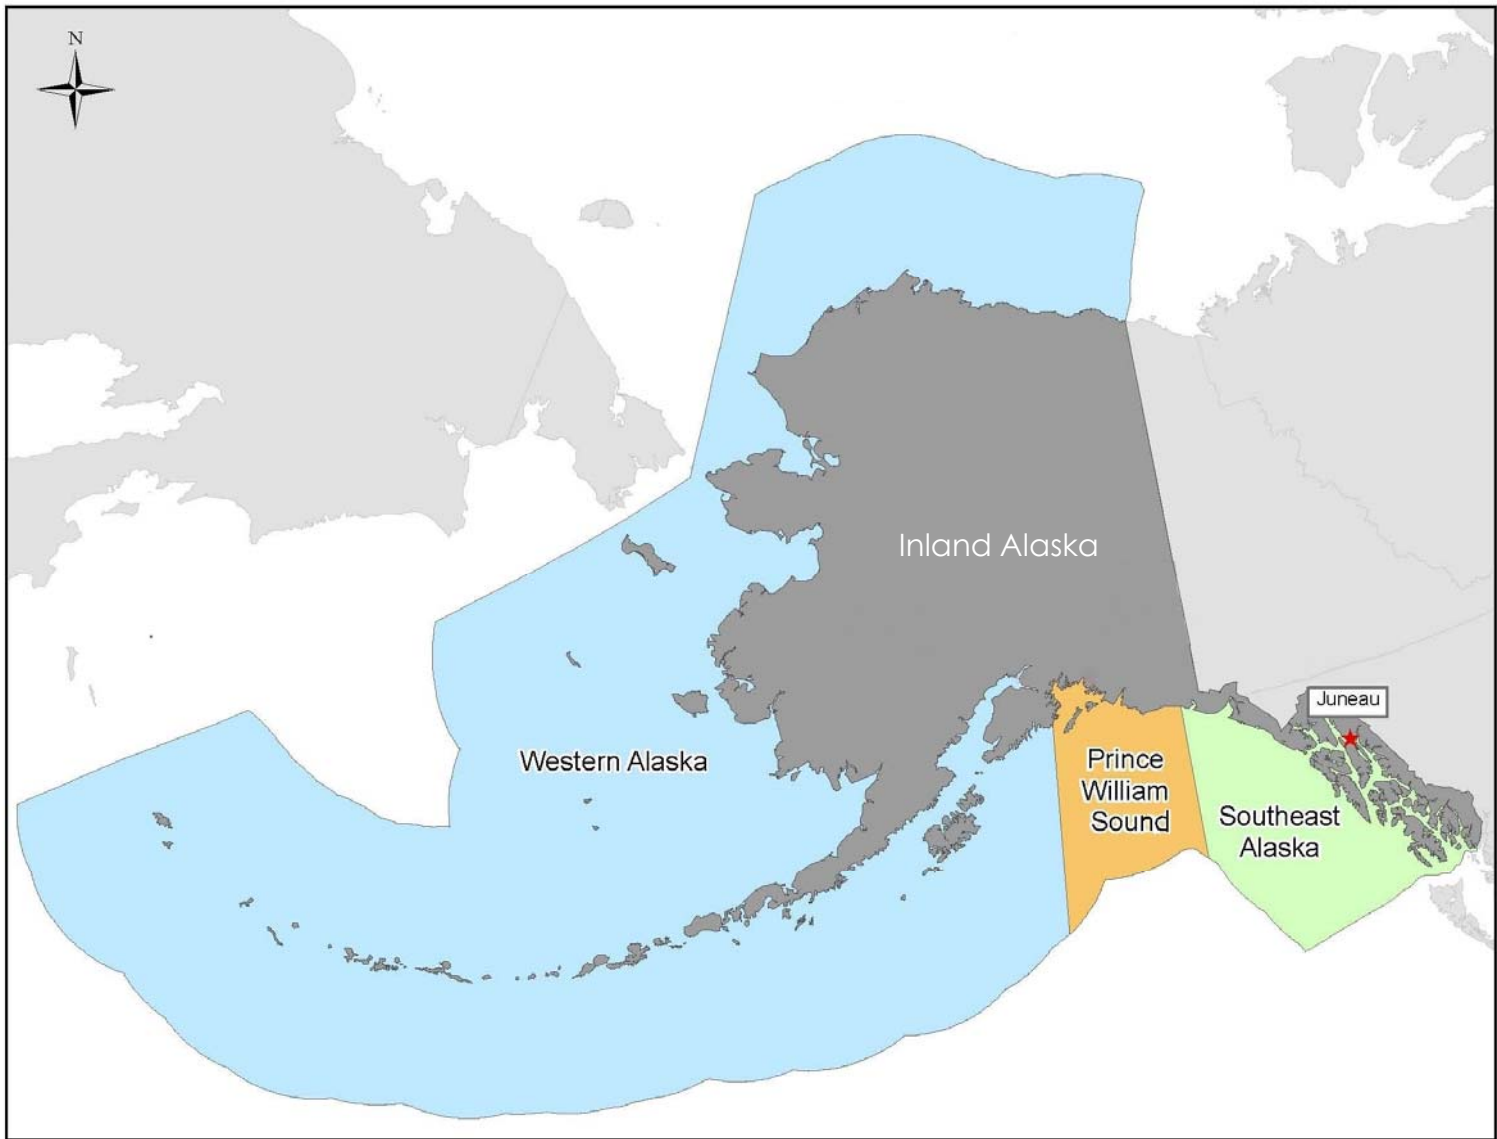 N
Inland Alaska
Juneau
Western Alaska
Prince
William
Sound
Southeast
Alaska